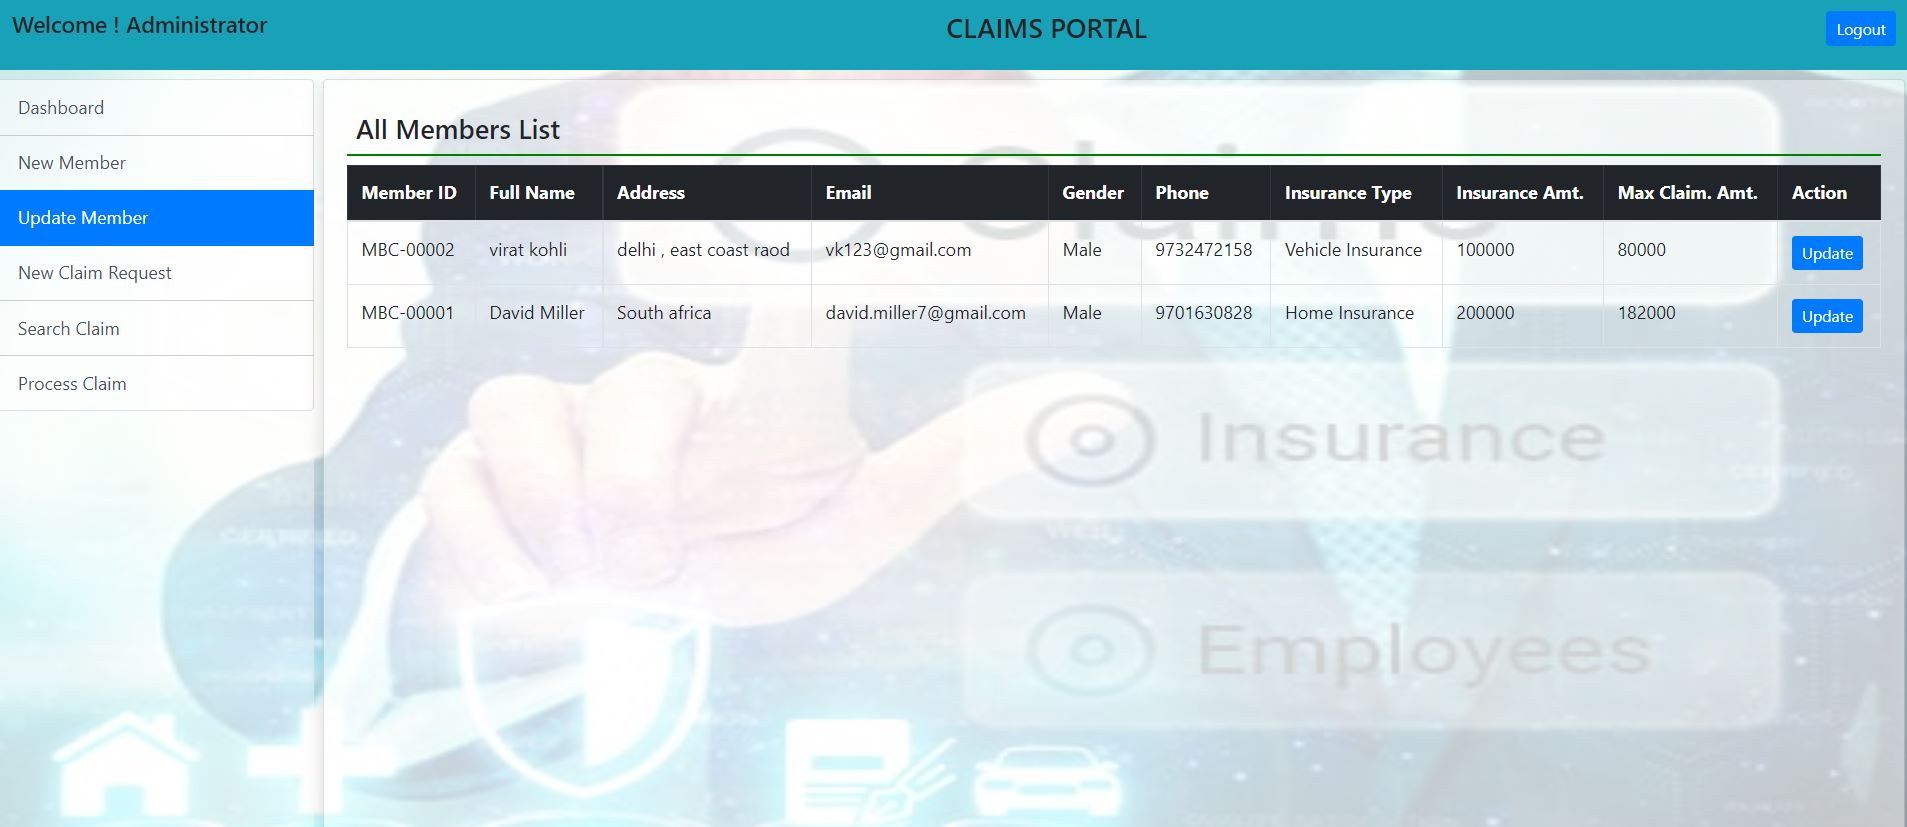 Welcome ! Administrator
CLAIMS PORTAL
Logout
Dashboard
New Member
Update Member
New Claim Request
Search Claim
Process Claim
All Members List
Member ID Full Name Address Email Gender Phone Insurance Type Insurance Amt. Max Claim. Amt. Action
MBC-00002 virat kohli delhi , east coast raod vk123@gmail.com Male 9732472158 Vehicle Insurance 100000 80000 Update
MBC-00001 David Miller South africa david.miller7@gmail.com Male 9701630828 Home Insurance 200000 182000 Update
Claims
Insurance
Employees
CERTIFIED
CERTIFIED